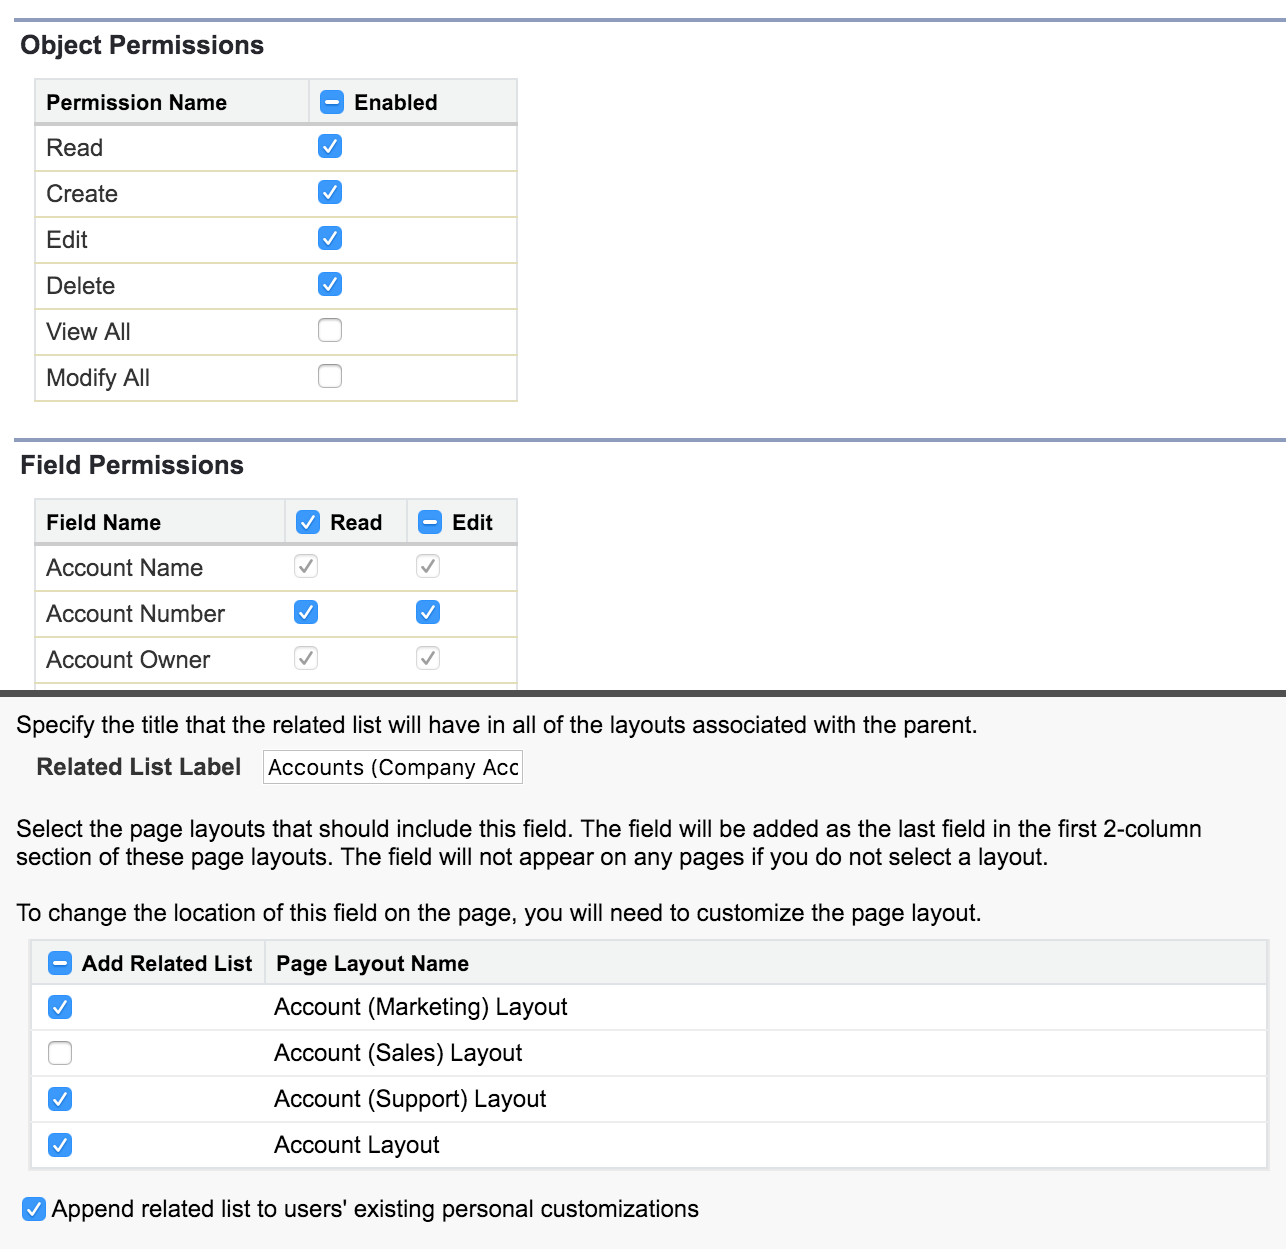 Object Permissions
Permission Name Enabled
Read
Create
Edit
Delete
View All
Modify All
Field Permissions
Field Name Read Edit
Account Name
Account Number
Account Owner
Specify the title that the related list will have in all of the layouts associated with the parent.
Related List Label Accounts (Company Acc
Select the page layouts that should include this field. The field will be added as the last field in the first 2-column
section of these page layouts. The field will not appear on any pages if you do not select a layout.
To change the location of this field on the page, you will need to customize the page layout.
Add Related List Page Layout Name
Account (Marketing) Layout
Account (Sales) Layout
Account (Support) Layout
Account Layout
Append related list to users' existing personal customizations